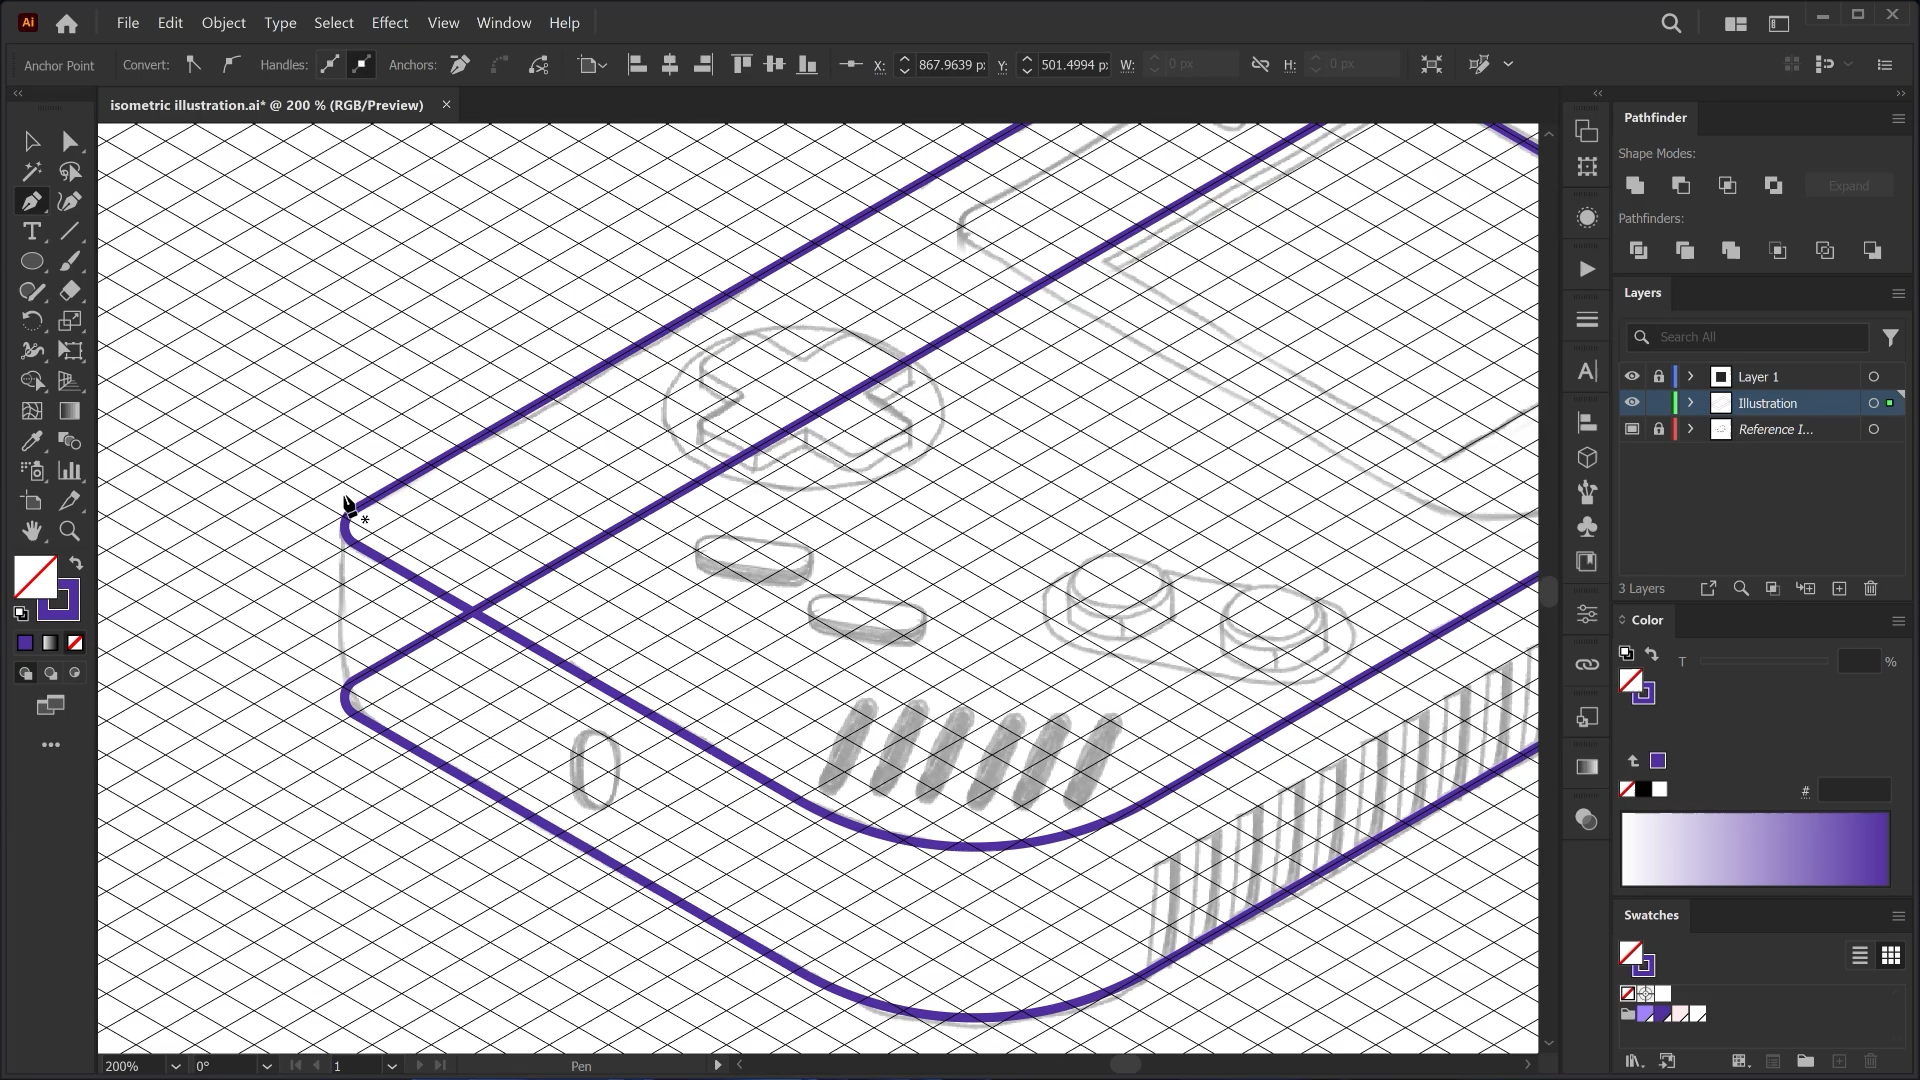 Ai File Edit Object Type Select Effect View Window Help
Anchor Point Convert: Handles: Anchors: X: 867.9639 p: Y: 501.4994 p: W: 0 px H: 0 px
isometric illustration.ai* @ 200 % (RGB/Preview) ×
Pathfinder
Shape Modes:
Expand
Pathfinders:
Layers
Search All
Layer 1
Illustration
Reference I...
3 Layers
Color
T %
#
Swatches
200% 0° 1 Pen